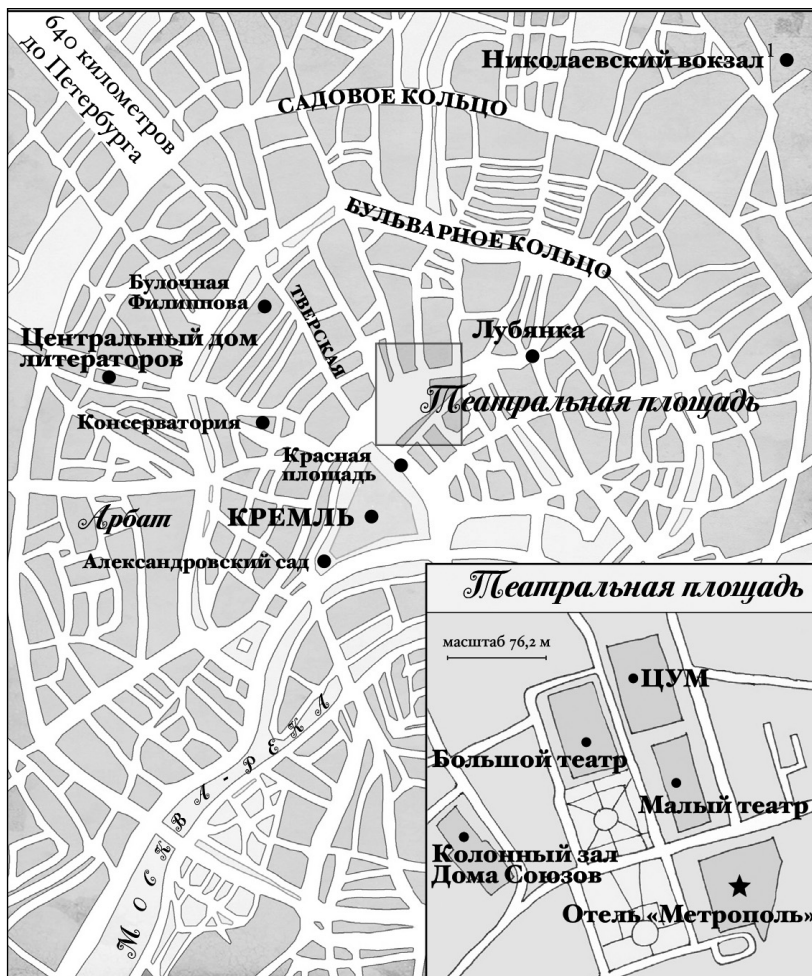 640 километров
до Петербурга
Николаевский вокзал 1
САДОВОЕ КОЛЬЦО
БУЛЬВАРНОЕ КОЛЬЦО
Булочная
Филиппова
ТВЕРСКАЯ
Центральный дом
литераторов
Лубянка
Театральная площадь
Консерватория
Красная
площадь
Арбат
КРЕМЛЬ
Александровский сад
МОСКВА-РЕКА
Театральная площадь
масштаб 76,2 м
ЦУМ
Большой театр
Малый театр
Колонный зал
Дома Союзов
Отель «Метрополь»